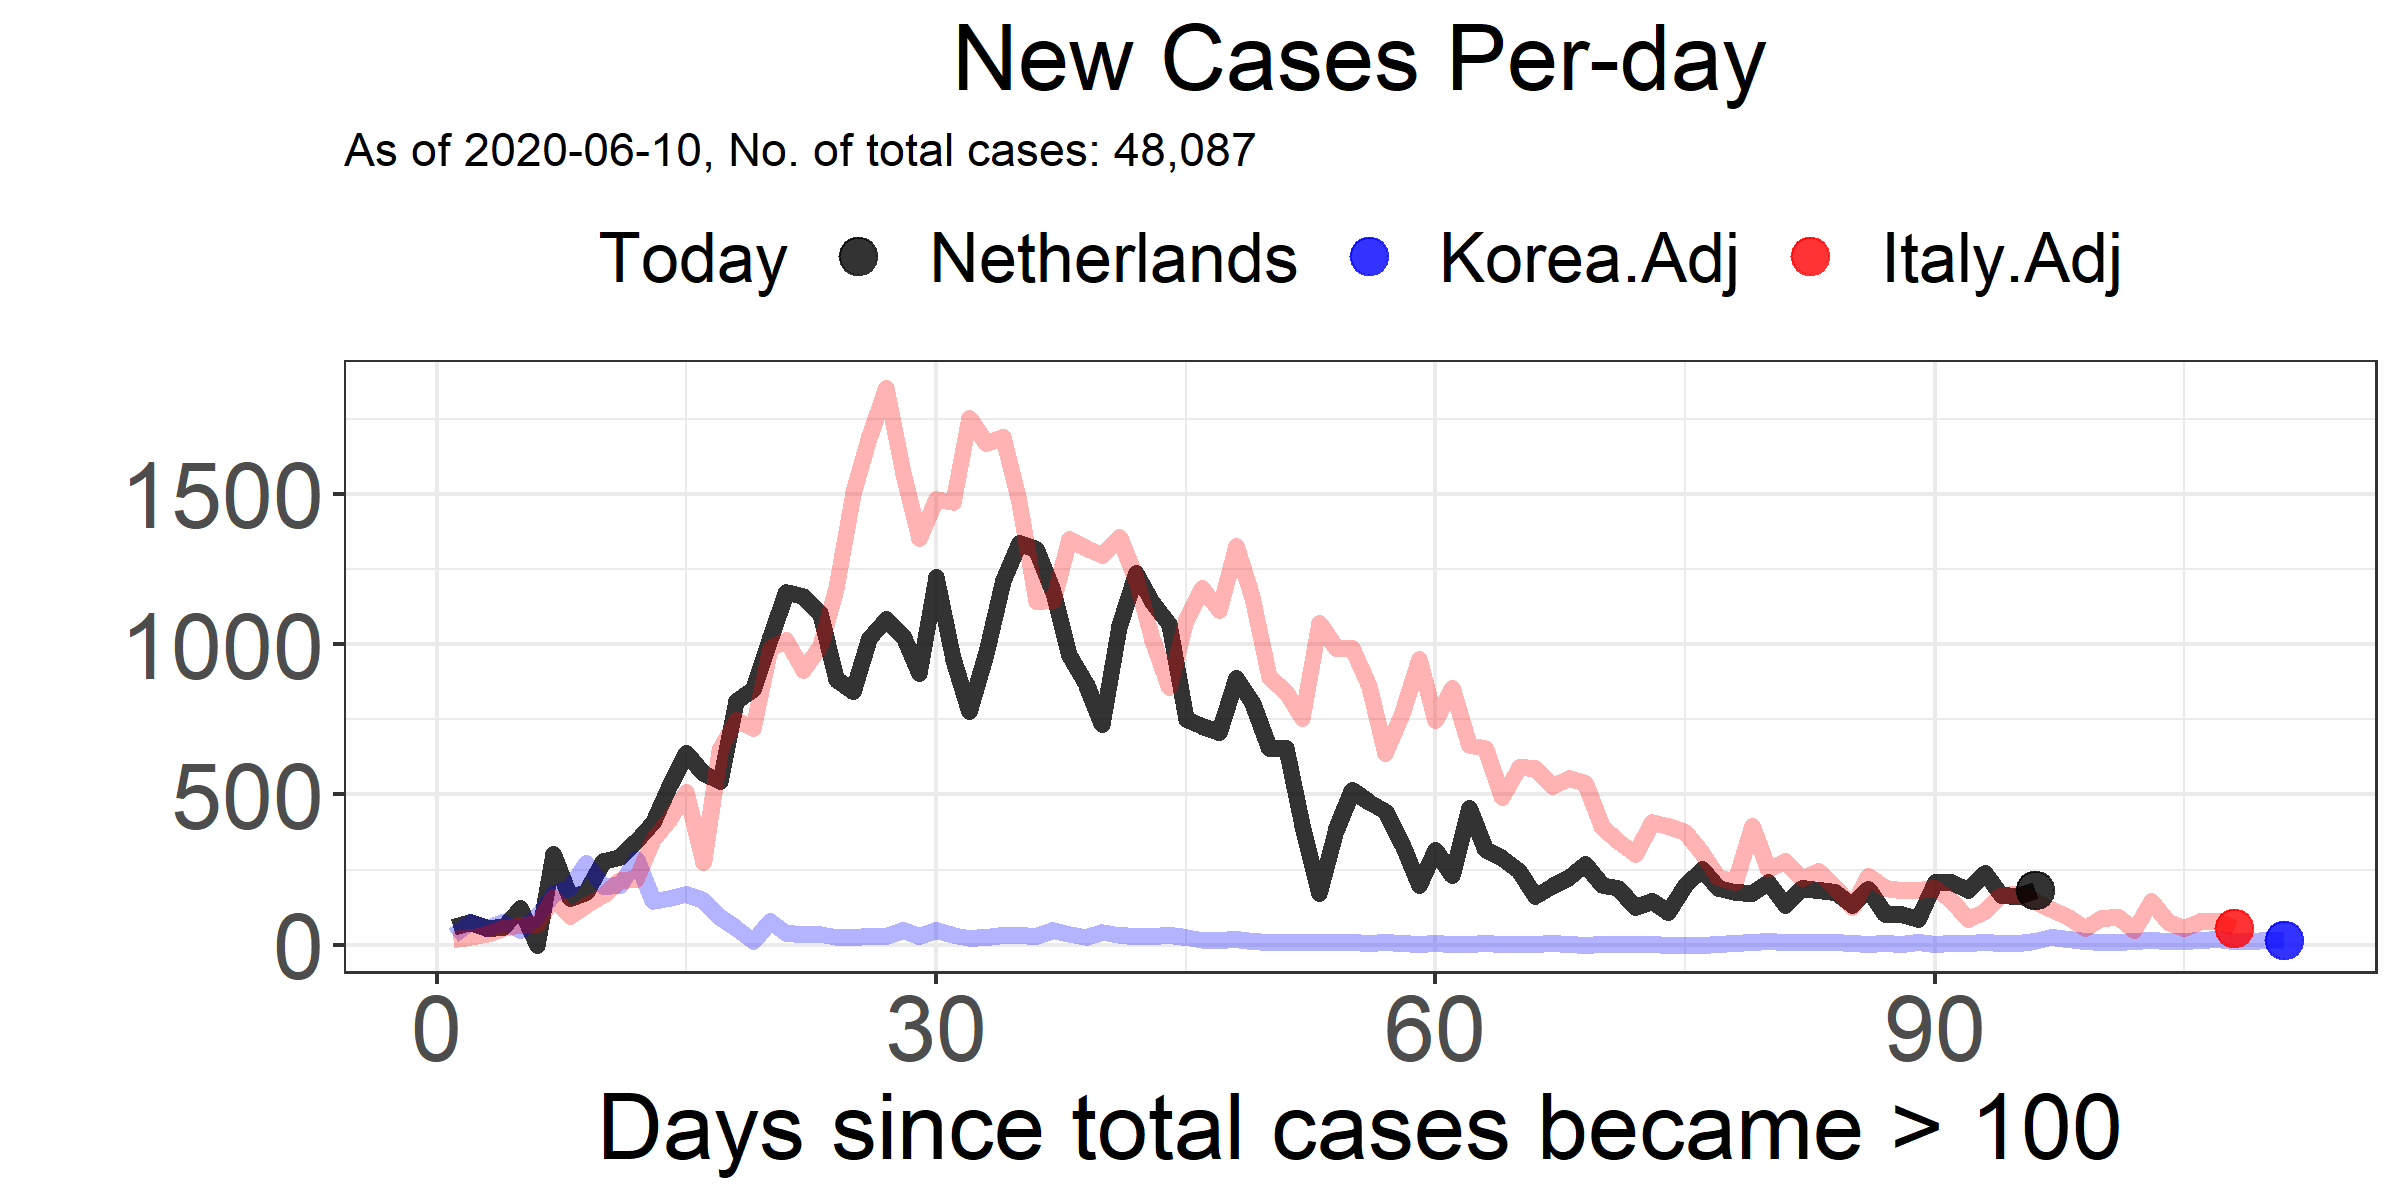 New Cases Per-day
As of 2020-06-10, No. of total cases: 48,087
Today Netherlands Korea.Adj Italy.Adj
1500
1000
500
0
0 30 60 90
Days since total cases became > 100